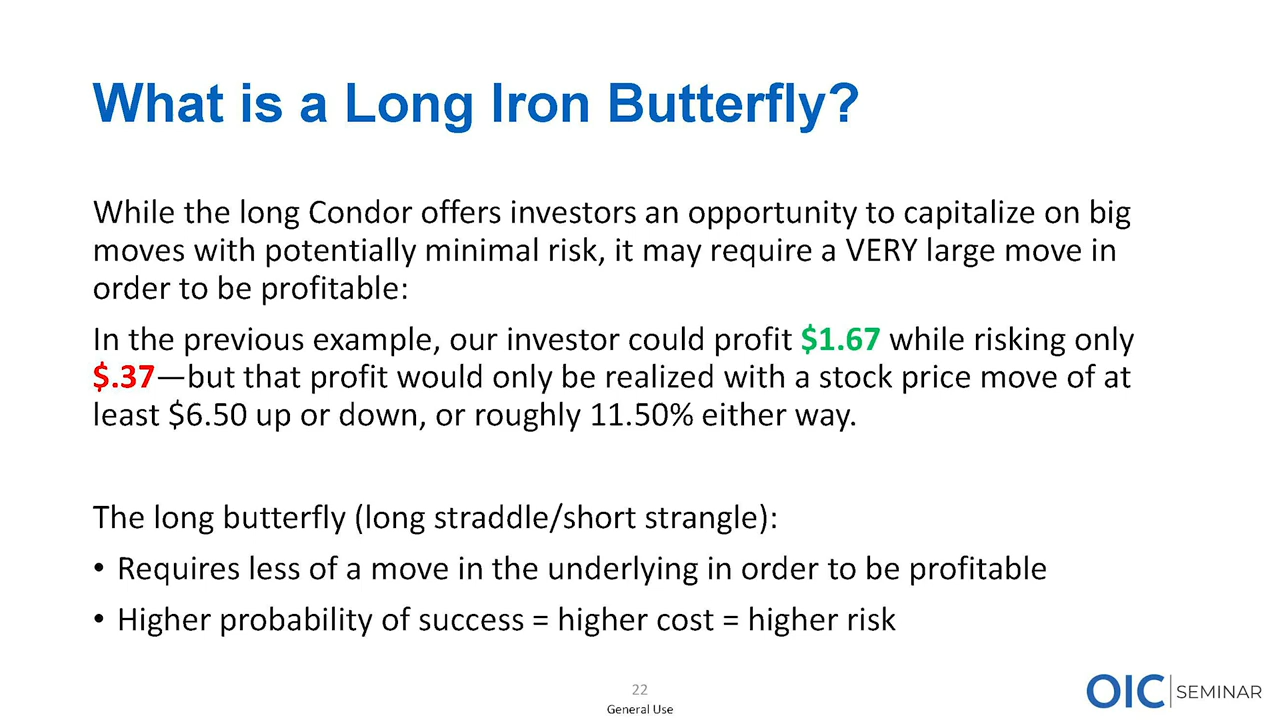 What is a Long Iron Butterfly?
While the long Condor offers investors an opportunity to capitalize on big
moves with potentially minimal risk, it may require a VERY large move in
order to be profitable:
In the previous example, our investor could profit $1.67 while risking only
$.37—but that profit would only be realized with a stock price move of at
least $6.50 up or down, or roughly 11.50% either way.
The long butterfly (long straddle/short strangle):
• Requires less of a move in the underlying in order to be profitable
• Higher probability of success = higher cost = higher risk
22
General Use
OIC SEMINAR